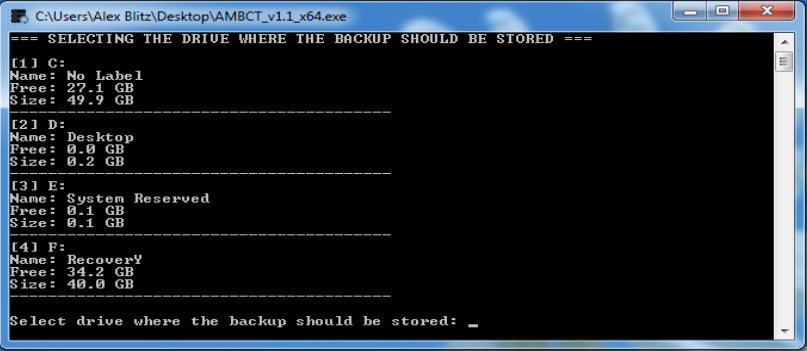 C:\Users\Alex Blitz\Desktop\AMBCT_v1.1_x64.exe
=== SELECTING THE DRIVE WHERE THE BACKUP SHOULD BE STORED ===
[1] C:
Name: No Label
Free: 27.1 GB
Size: 49.9 GB
----------------------------------------
[2] D:
Name: Desktop
Free: 0.0 GB
Size: 0.2 GB
----------------------------------------
[3] E:
Name: System Reserved
Free: 0.1 GB
Size: 0.1 GB
----------------------------------------
[4] F:
Name: RecoverY
Free: 34.2 GB
Size: 40.0 GB
----------------------------------------
Select drive where the backup should be stored: _